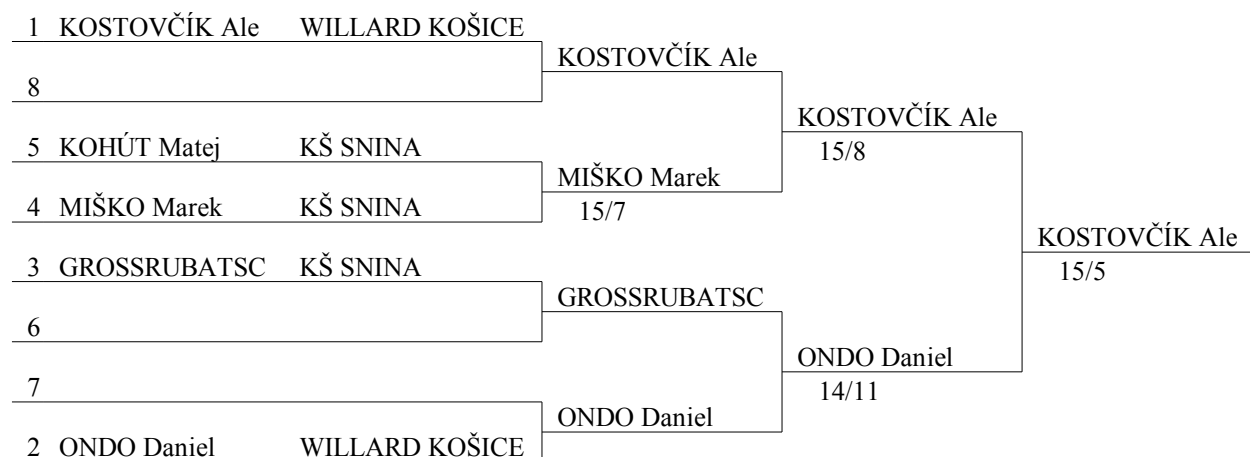 1 KOSTOVČÍK Ale WILLARD KOŠICE
KOSTOVČÍK Ale
8
KOSTOVČÍK Ale
5 KOHÚT Matej KŠ SNINA
15/8
MIŠKO Marek
4 MIŠKO Marek KŠ SNINA
15/7
KOSTOVČÍK Ale
3 GROSSRUBATSC KŠ SNINA
15/5
GROSSRUBATSC
6
ONDO Daniel
7
14/11
ONDO Daniel
2 ONDO Daniel WILLARD KOŠICE